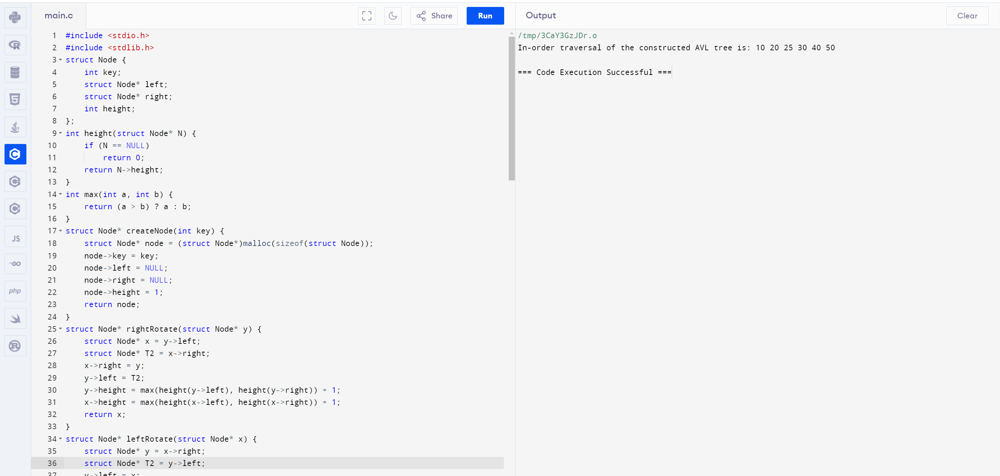 main.c
Share
Run
Output
Clear
1 #include <stdio.h>
2 #include <stdlib.h>
3 struct Node {
4     int key;
5     struct Node* left;
6     struct Node* right;
7     int height;
8 };
9 int height(struct Node* N) {
10     if (N == NULL)
11         return 0;
12     return N->height;
13 }
14 int max(int a, int b) {
15     return (a > b) ? a : b;
16 }
17 struct Node* createNode(int key) {
18     struct Node* node = (struct Node*)malloc(sizeof(struct Node));
19     node->key = key;
20     node->left = NULL;
21     node->right = NULL;
22     node->height = 1;
23     return node;
24 }
25 struct Node* rightRotate(struct Node* y) {
26     struct Node* x = y->left;
27     struct Node* T2 = x->right;
28     x->right = y;
29     y->left = T2;
30     y->height = max(height(y->left), height(y->right)) + 1;
31     x->height = max(height(x->left), height(x->right)) + 1;
32     return x;
33 }
34 struct Node* leftRotate(struct Node* x) {
35     struct Node* y = x->right;
36     struct Node* T2 = y->left;
37     y->left = x;
/tmp/3CaY3GzJDr.o
In-order traversal of the constructed AVL tree is: 10 20 25 30 40 50
=== Code Execution Successful ===
R
5
C
C
C#
JS
GO
php
R